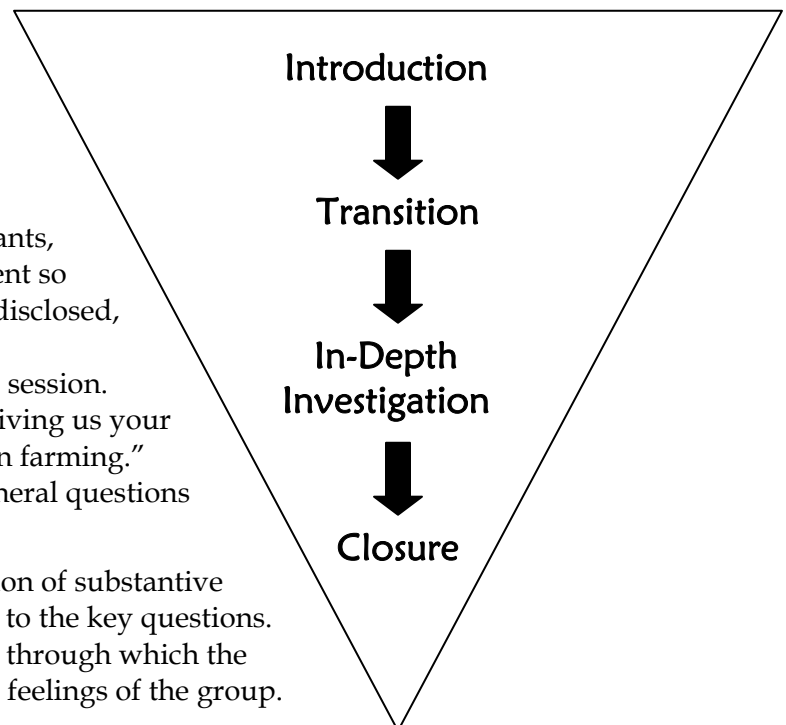 Introduction
Transition
In-Depth
Investigation
Closure
ants,
ent so
disclosed,
session.
iving us your
n farming.”
neral questions
ion of substantive
to the key questions.
through which the
feelings of the group.